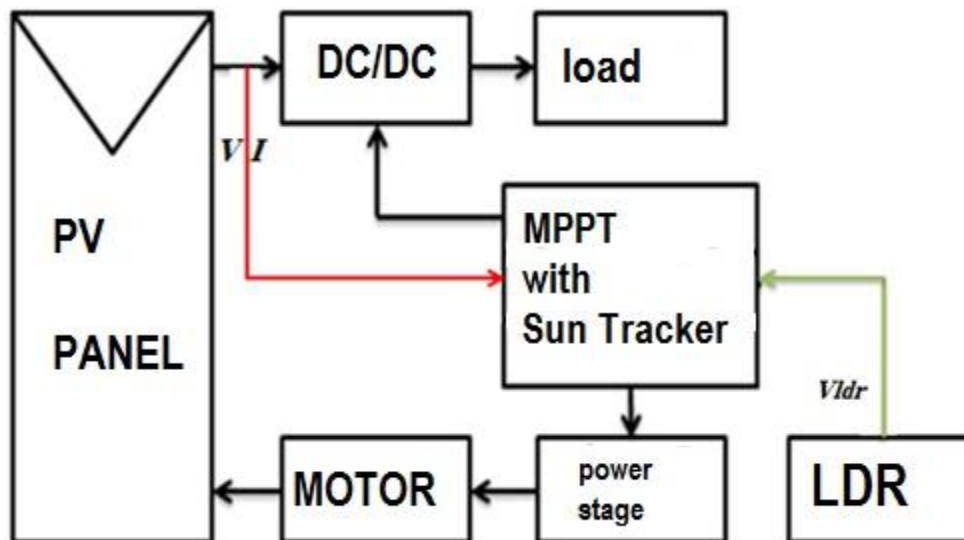 DC/DC
load
V I
PV
PANEL
MPPT
with
Sun Tracker
Vldr
MOTOR
power
stage
LDR